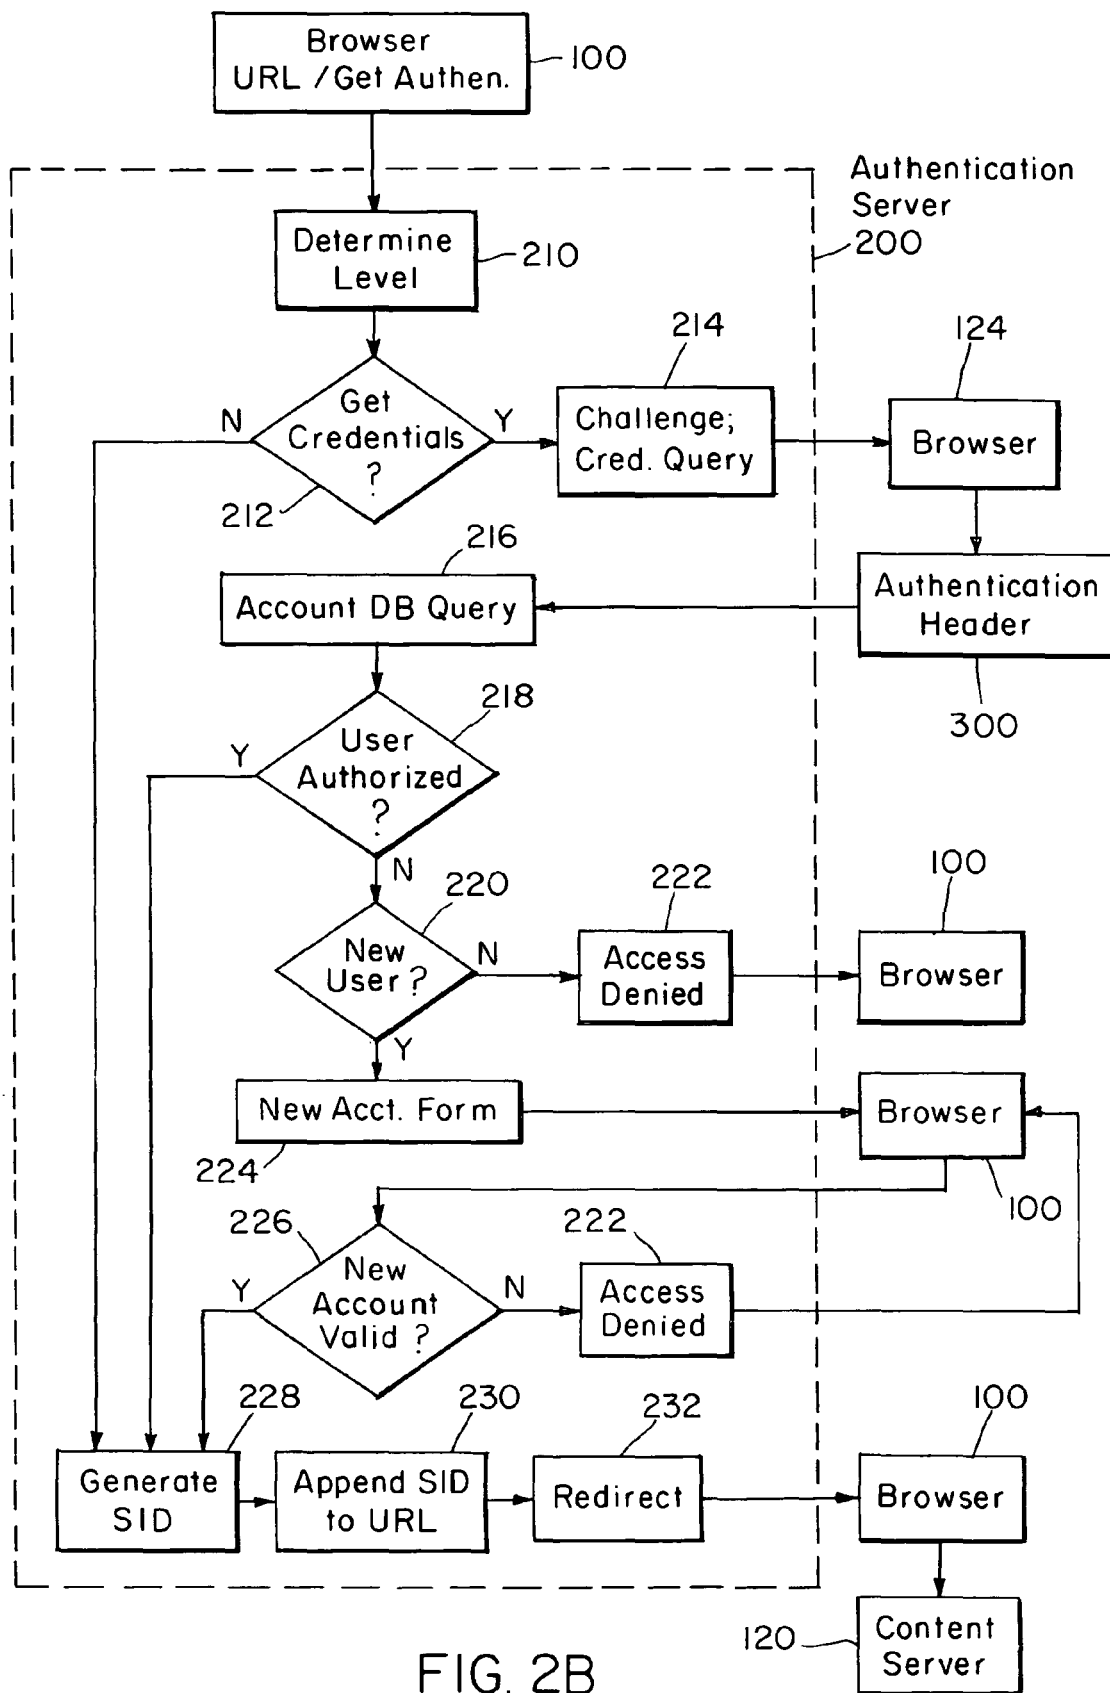 Browser
URL / Get Authen.
100
Authentication
Server
200
Determine
Level
210
214
124
N
Get
Credentials
?
Y
212
Challenge;
Cred. Query
Browser
216
Account DB Query
Authentication
Header
300
218
Y
User
Authorized
?
N
220
222
100
New
User ?
N
Access
Denied
Browser
Y
New Acct. Form
224
Browser
100
226
222
Y
New
Account
Valid ?
N
Access
Denied
228
230
232
100
Generate
SID
Append SID
to URL
Redirect
Browser
120
Content
Server
FIG. 2B